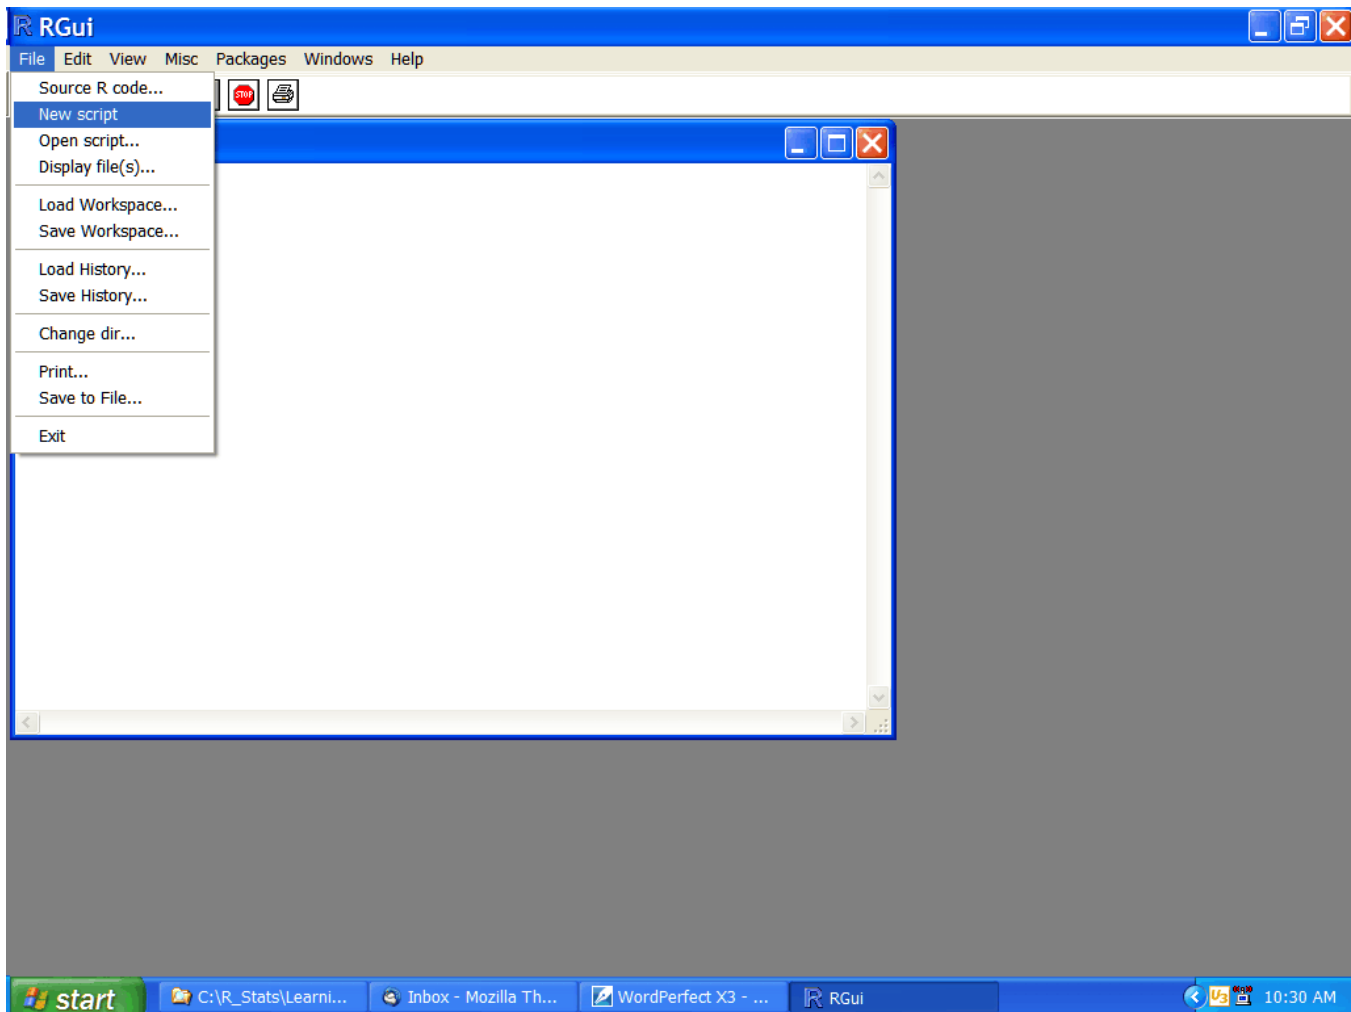 RGui
File Edit View Misc Packages Windows Help
Source R code...
STOP
New script
Open script...
Display file(s)...
Load Workspace...
Save Workspace...
Load History...
Save History...
Change dir...
Print...
Save to File...
Exit
start C:\R_Stats\Learni... Inbox - Mozilla Th... WordPerfect X3 - ... RGui U3 10:30 AM